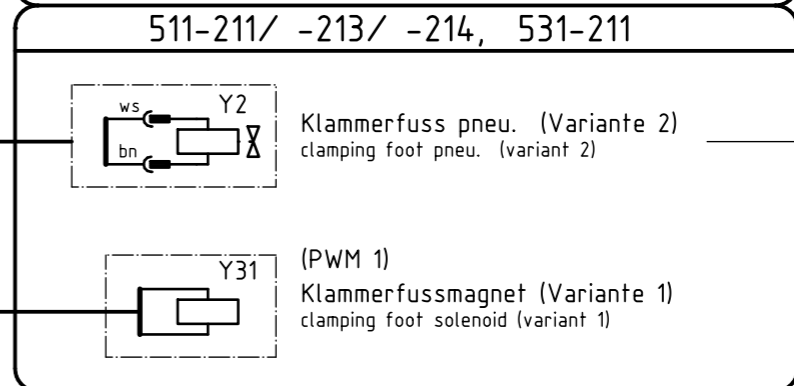 511-211/ -213/ -214, 531-211
ws Y2
bn
Klammerfuss pneu. (Variante 2)
clamping foot pneu. (variant 2)
Y31
(PWM 1)
Klammerfussmagnet (Variante 1)
clamping foot solenoid (variant 1)